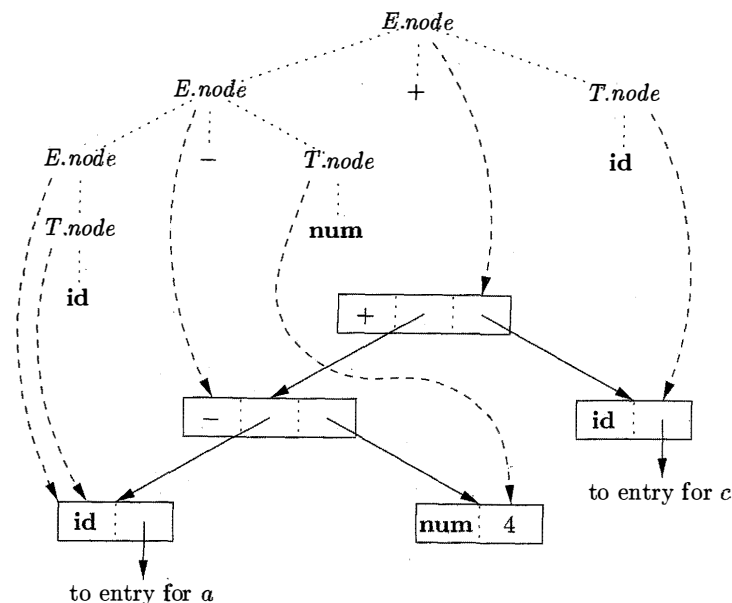 E.node
E.node + T.node
E.node − T.node id
T.node num
id
+
− id
to entry for c
id num 4
to entry for a